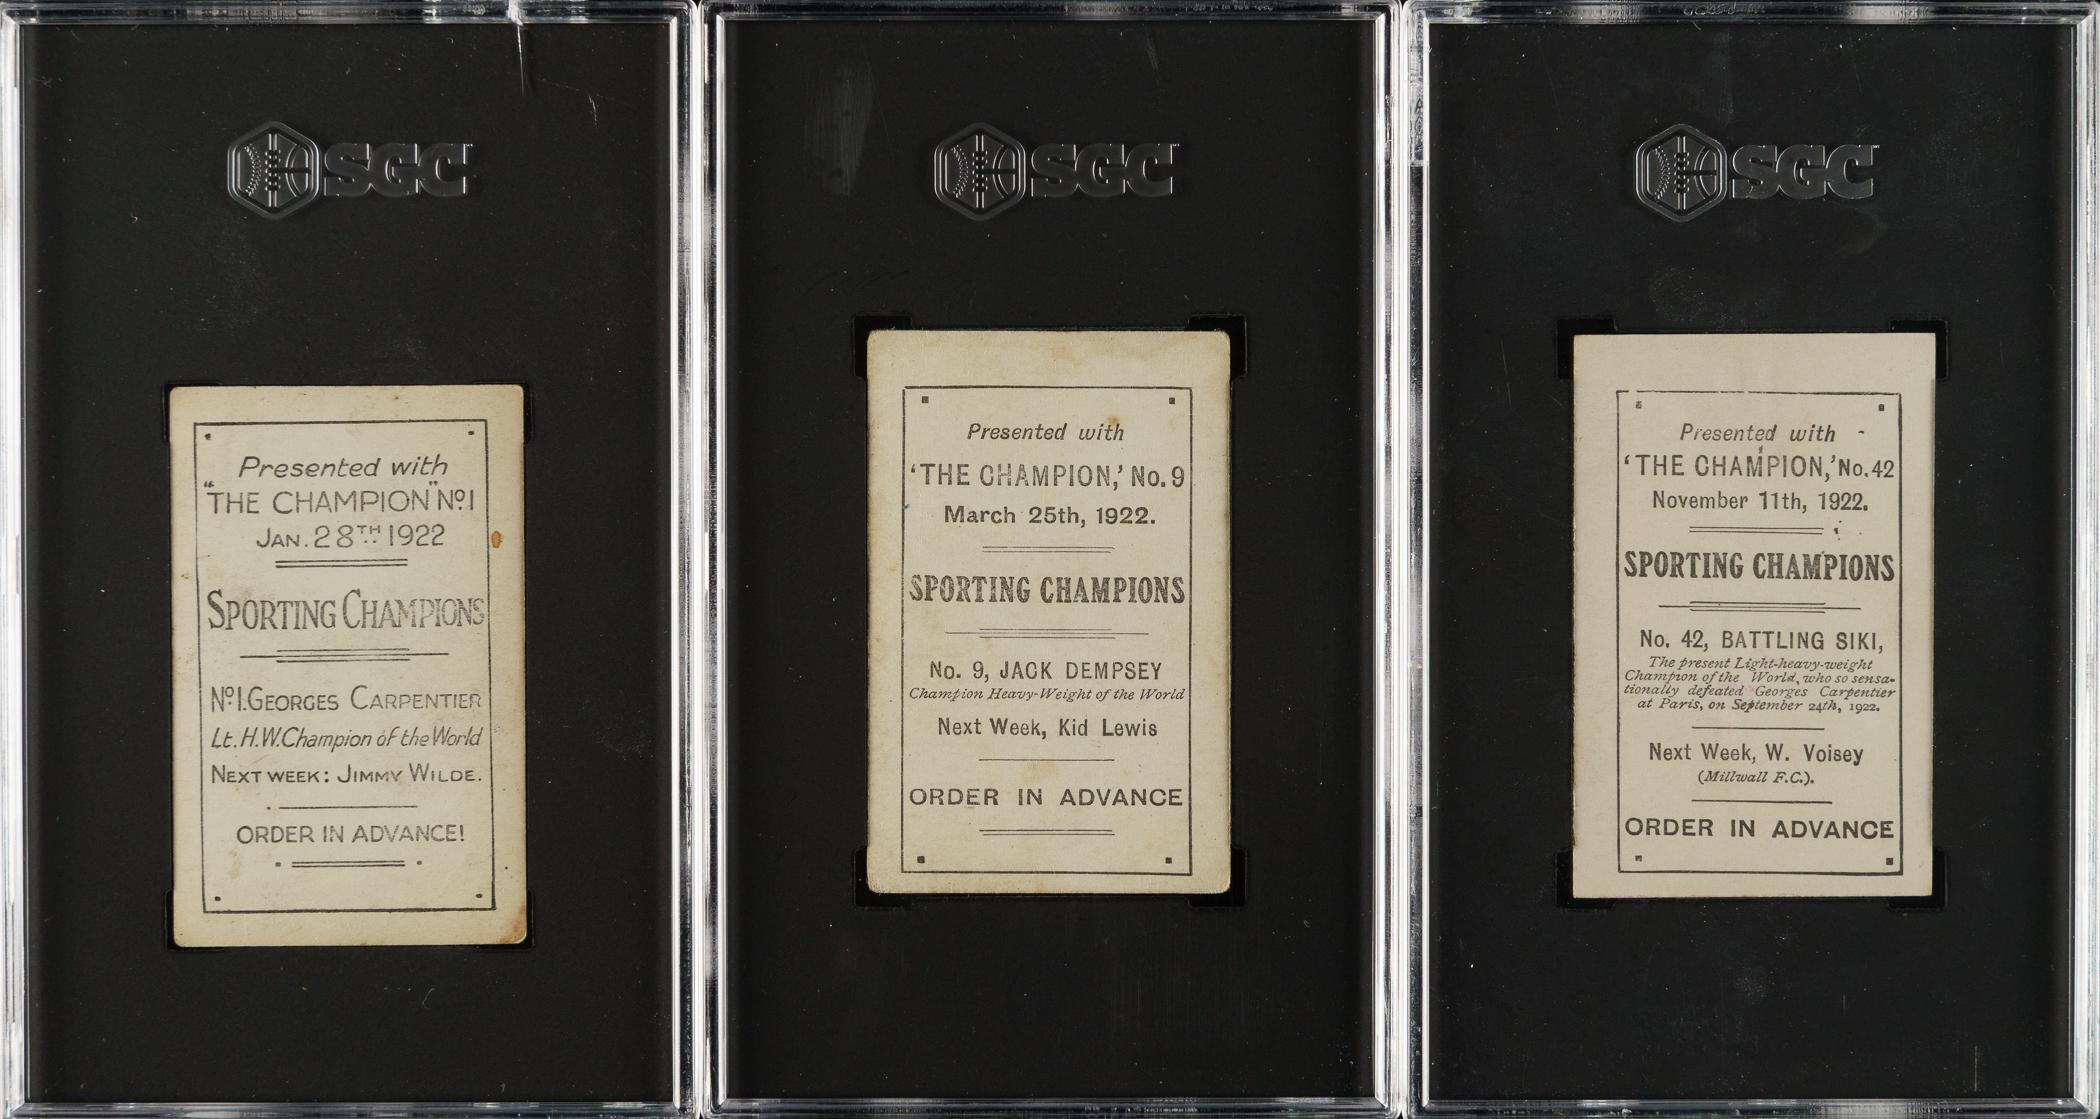 SGC
Presented with
"THE CHAMPION" No. 1
JAN. 28TH 1922
SPORTING CHAMPIONS
No. 1. GEORGES CARPENTIER
Lt. H.W. Champion of the World
NEXT WEEK: JIMMY WILDE.
ORDER IN ADVANCE!
SGC
Presented with
'THE CHAMPION,' No. 9
March 25th, 1922.
SPORTING CHAMPIONS
No. 9, JACK DEMPSEY
Champion Heavy-Weight of the World
Next Week, Kid Lewis
ORDER IN ADVANCE
SGC
Presented with
'THE CHAMPION,' No. 42
November 11th, 1922.
SPORTING CHAMPIONS
No. 42, BATTLING SIKI,
The present Light-heavy-weight
Champion of the World, who so sensa-
tionally defeated Georges Carpentier
at Paris, on September 24th, 1922.
Next Week, W. Voisey
(Millwall F.C.).
ORDER IN ADVANCE